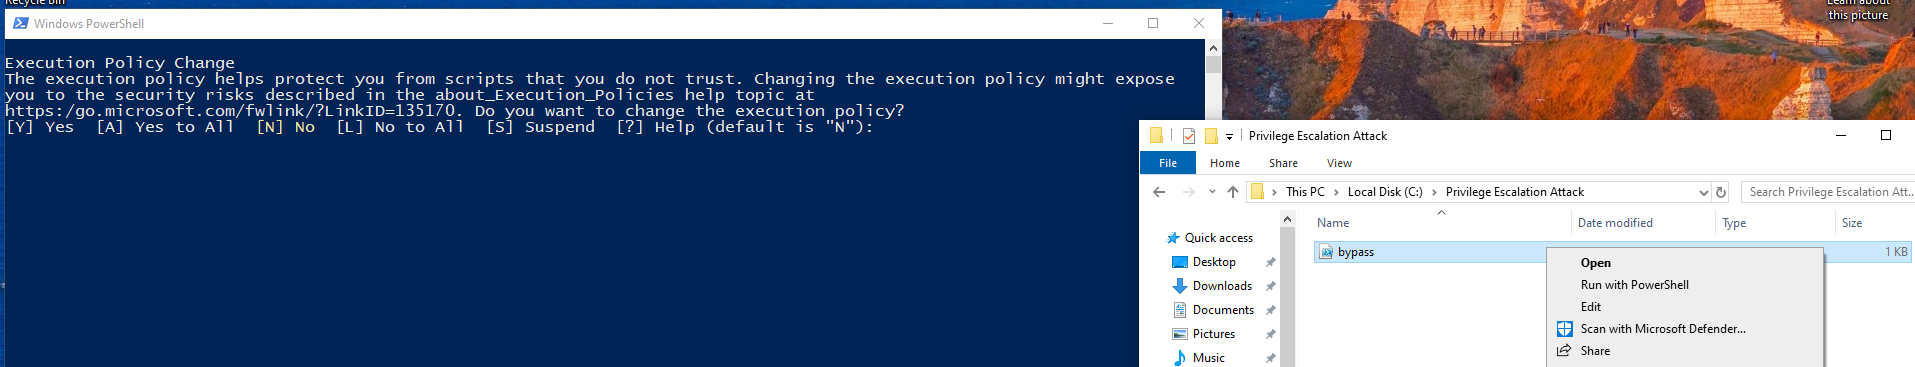 Recycle Bin
Windows PowerShell
Execution Policy Change
The execution policy helps protect you from scripts that you do not trust. Changing the execution policy might expose
you to the security risks described in the about_Execution_Policies help topic at
https:/go.microsoft.com/fwlink/?LinkID=135170. Do you want to change the execution policy?
[Y] Yes  [A] Yes to All  [N] No  [L] No to All  [S] Suspend  [?] Help (default is "N"):
Learn about
this picture
Privilege Escalation Attack
File Home Share View
This PC > Local Disk (C:) > Privilege Escalation Attack
Search Privilege Escalation Att...
Name Date modified Type Size
Quick access
bypass 1 KB
Desktop
Downloads
Documents
Pictures
Music
Open
Run with PowerShell
Edit
Scan with Microsoft Defender...
Share